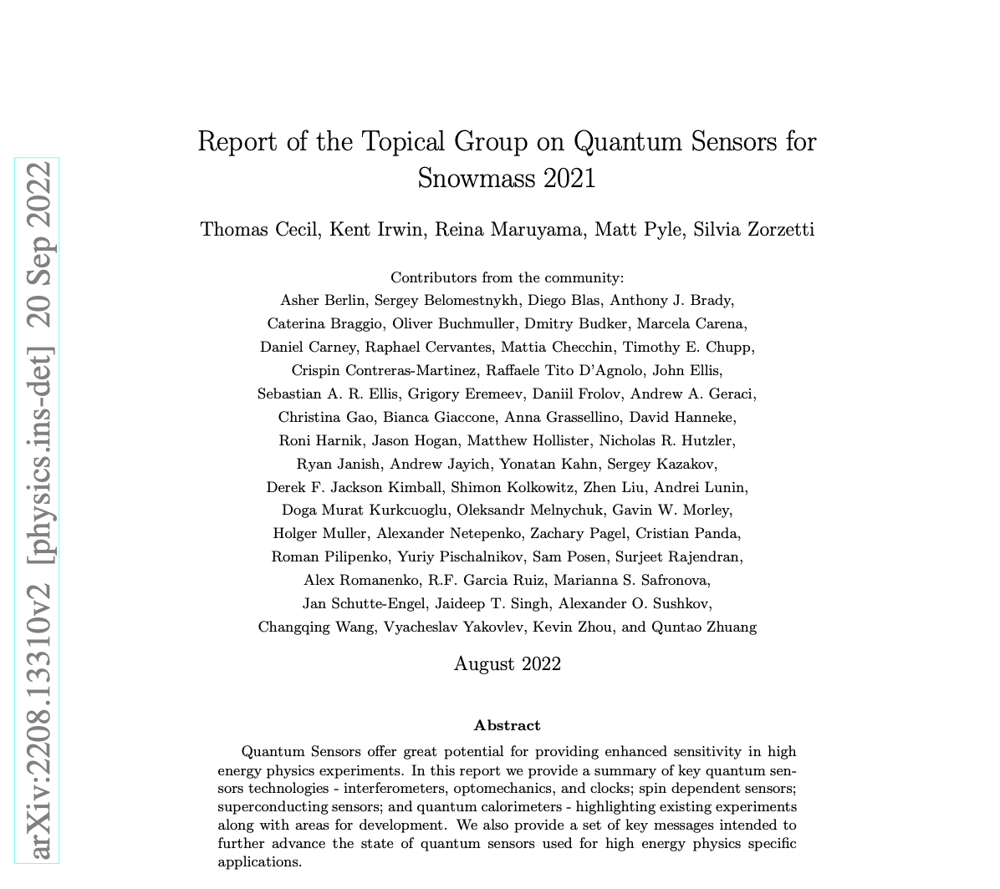 Report of the Topical Group on Quantum Sensors for
Snowmass 2021
Thomas Cecil, Kent Irwin, Reina Maruyama, Matt Pyle, Silvia Zorzetti
Contributors from the community:
Asher Berlin, Sergey Belomestnykh, Diego Blas, Anthony J. Brady,
Caterina Braggio, Oliver Buchmuller, Dmitry Budker, Marcela Carena,
Daniel Carney, Raphael Cervantes, Mattia Checchin, Timothy E. Chupp,
Crispin Contreras-Martinez, Raffaele Tito D'Agnolo, John Ellis,
Sebastian A. R. Ellis, Grigory Eremeev, Daniil Frolov, Andrew A. Geraci,
Christina Gao, Bianca Giaccone, Anna Grassellino, David Hanneke,
Roni Harnik, Jason Hogan, Matthew Hollister, Nicholas R. Hutzler,
Ryan Janish, Andrew Jayich, Yonatan Kahn, Sergey Kazakov,
Derek F. Jackson Kimball, Shimon Kolkowitz, Zhen Liu, Andrei Lunin,
Doga Murat Kurkcuoglu, Oleksandr Melnychuk, Gavin W. Morley,
Holger Muller, Alexander Netepenko, Zachary Pagel, Cristian Panda,
Roman Pilipenko, Yuriy Pischalnikov, Sam Posen, Surjeet Rajendran,
Alex Romanenko, R.F. Garcia Ruiz, Marianna S. Safronova,
Jan Schutte-Engel, Jaideep T. Singh, Alexander O. Sushkov,
Changqing Wang, Vyacheslav Yakovlev, Kevin Zhou, and Quntao Zhuang
August 2022
Abstract
Quantum Sensors offer great potential for providing enhanced sensitivity in high
energy physics experiments. In this report we provide a summary of key quantum sen-
sors technologies - interferometers, optomechanics, and clocks; spin dependent sensors;
superconducting sensors; and quantum calorimeters - highlighting existing experiments
along with areas for development. We also provide a set of key messages intended to
further advance the state of quantum sensors used for high energy physics specific
applications.
arXiv:2208.13310v2 [physics.ins-det] 20 Sep 2022